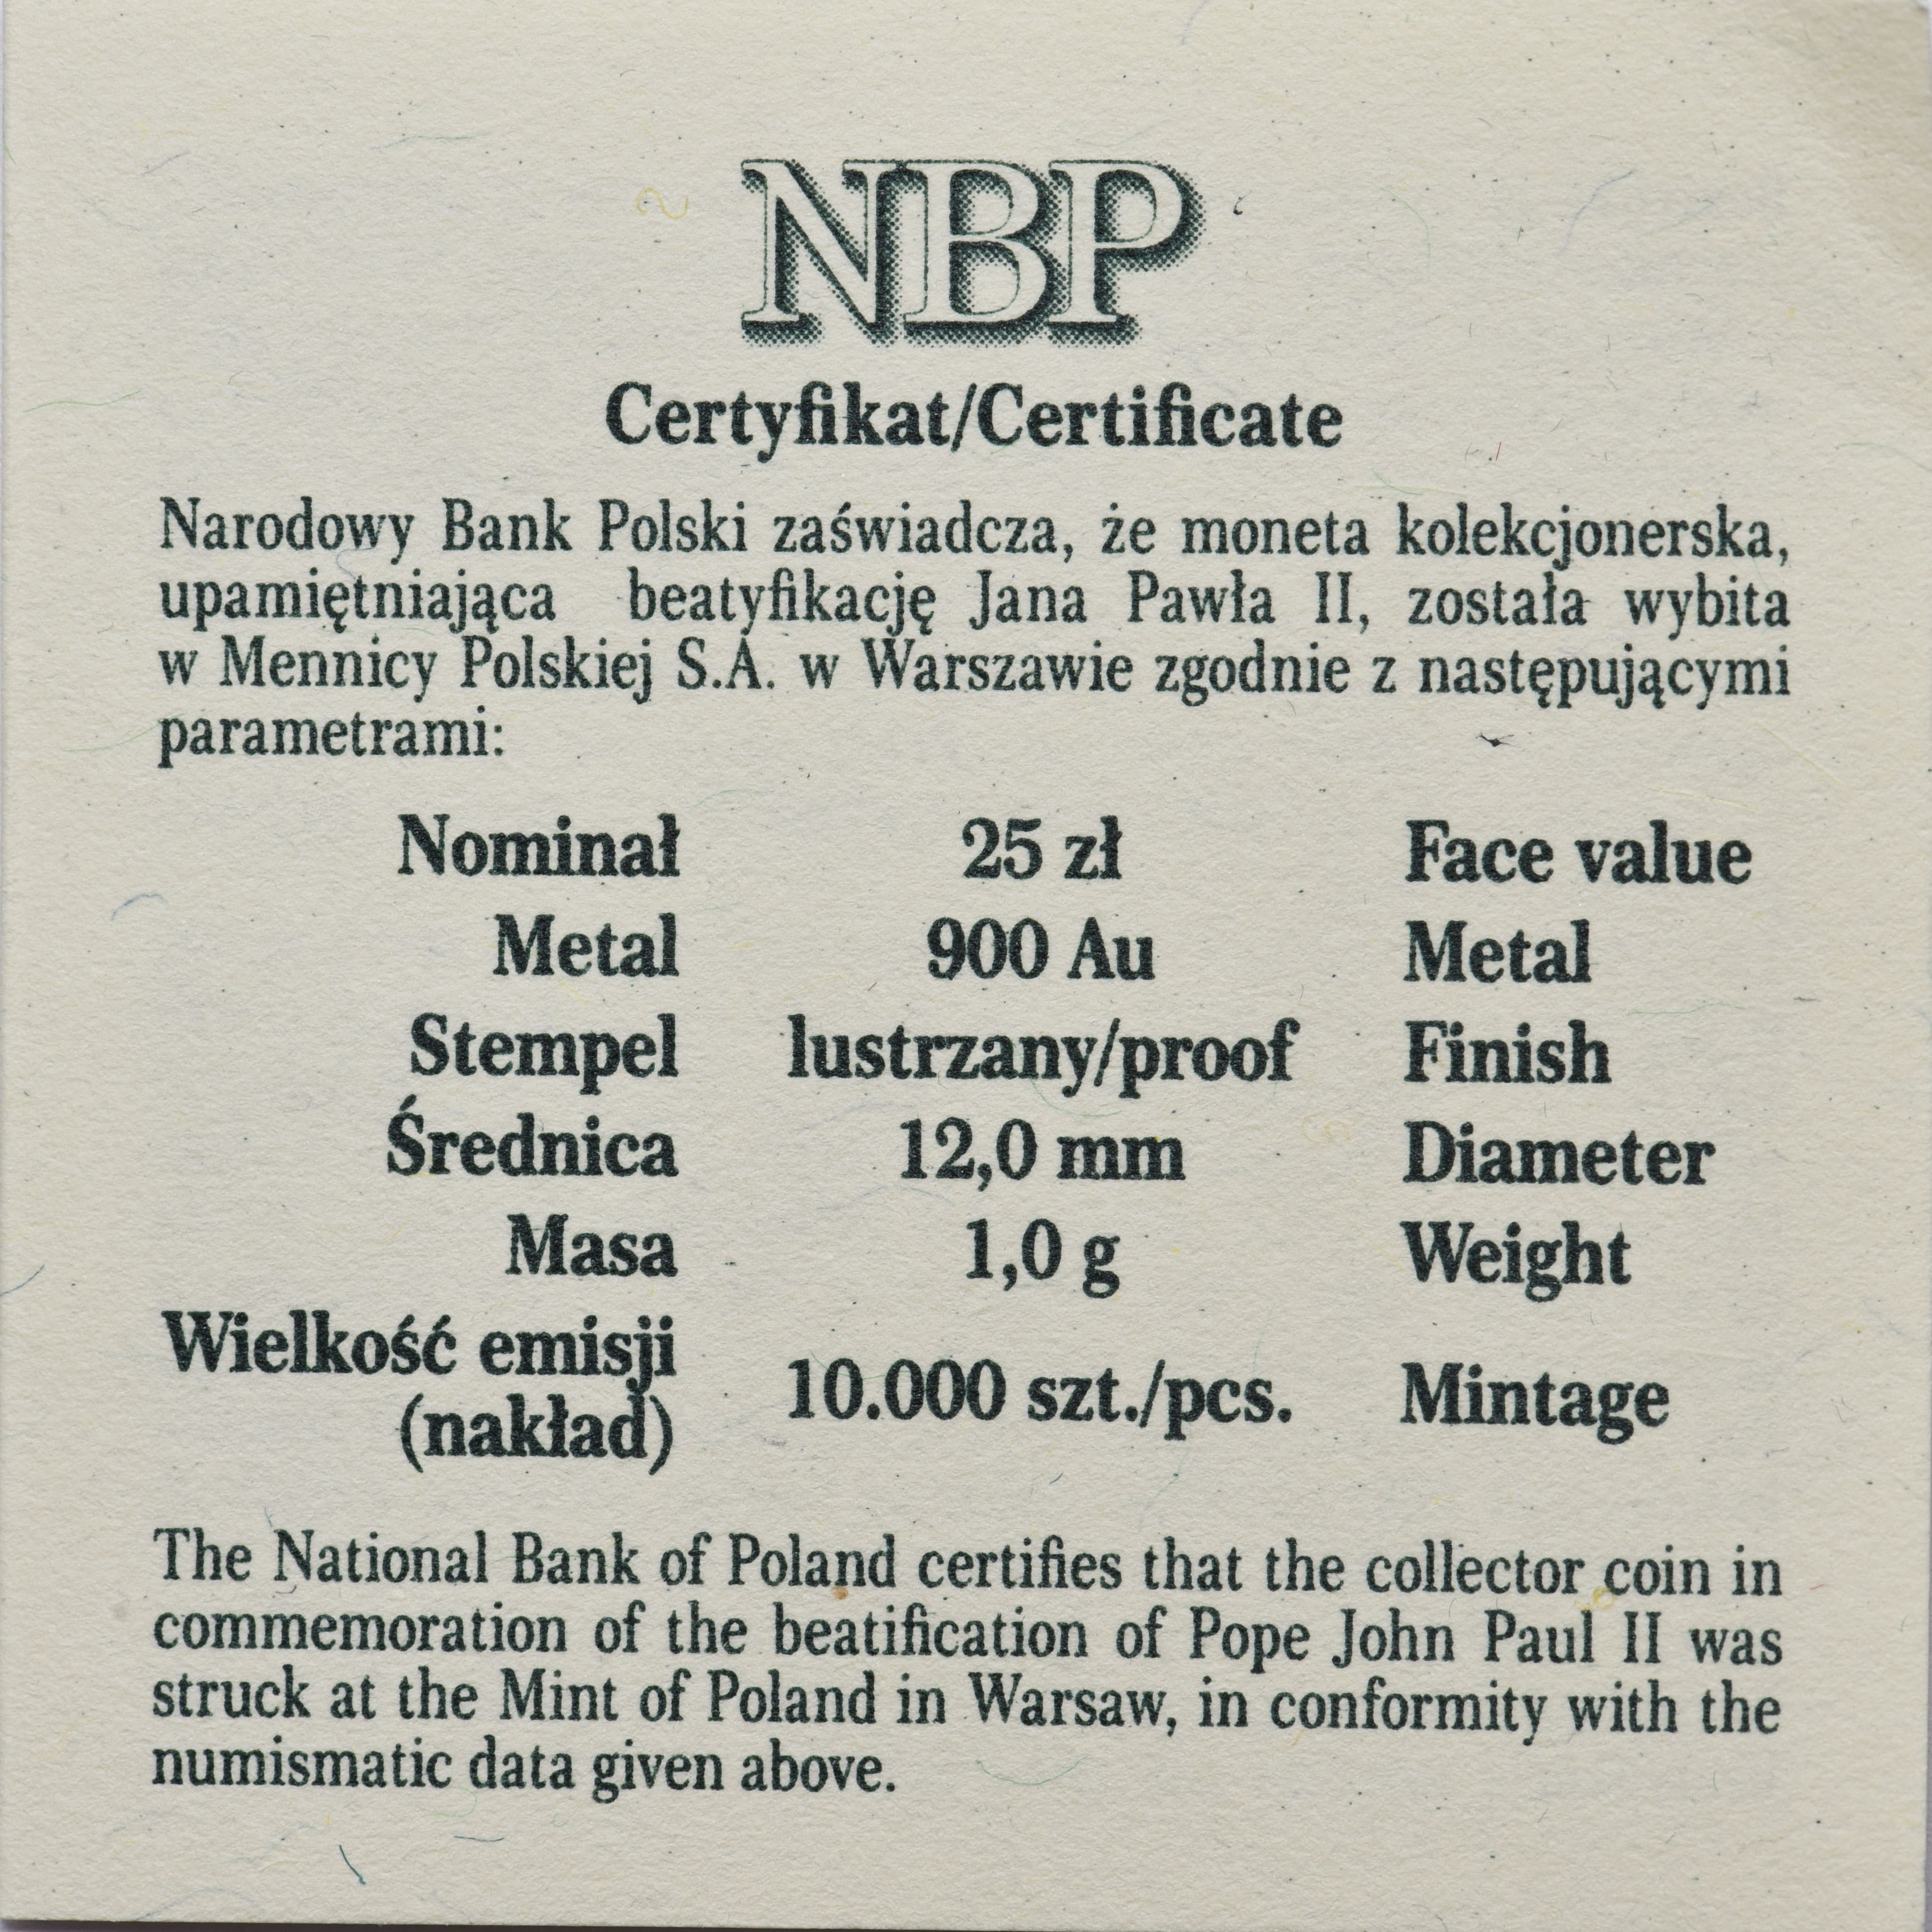 NBP
Certyfikat/Certificate
Narodowy Bank Polski zaświadcza, że moneta kolekcjonerska,
upamiętniająca beatyfikację Jana Pawła II, została wybita
w Mennicy Polskiej S.A. w Warszawie zgodnie z następującymi
parametrami:
Nominał 25 zł Face value
Metal 900 Au Metal
Stempel lustrzany/proof Finish
Średnica 12,0 mm Diameter
Masa 1,0 g Weight
Wielkość emisji
(nakład) 10.000 szt./pcs. Mintage
The National Bank of Poland certifies that the collector coin in
commemoration of the beatification of Pope John Paul II was
struck at the Mint of Poland in Warsaw, in conformity with the
numismatic data given above.